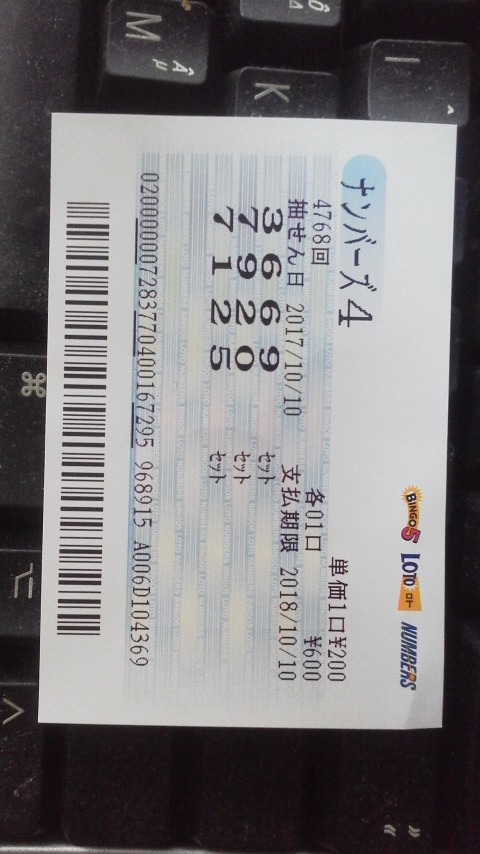 BINGO5 LOTO ロト NUMBERS
ナンバーズ4
単価1口¥200
4768回 各01口 ¥600
抽せん日 2017/10/10 支払期限 2018/10/10
3669 セット
7920 セット
7125 セット
020000007283770400167295 968915 A006D104369
M
K
I
⌘
⌥